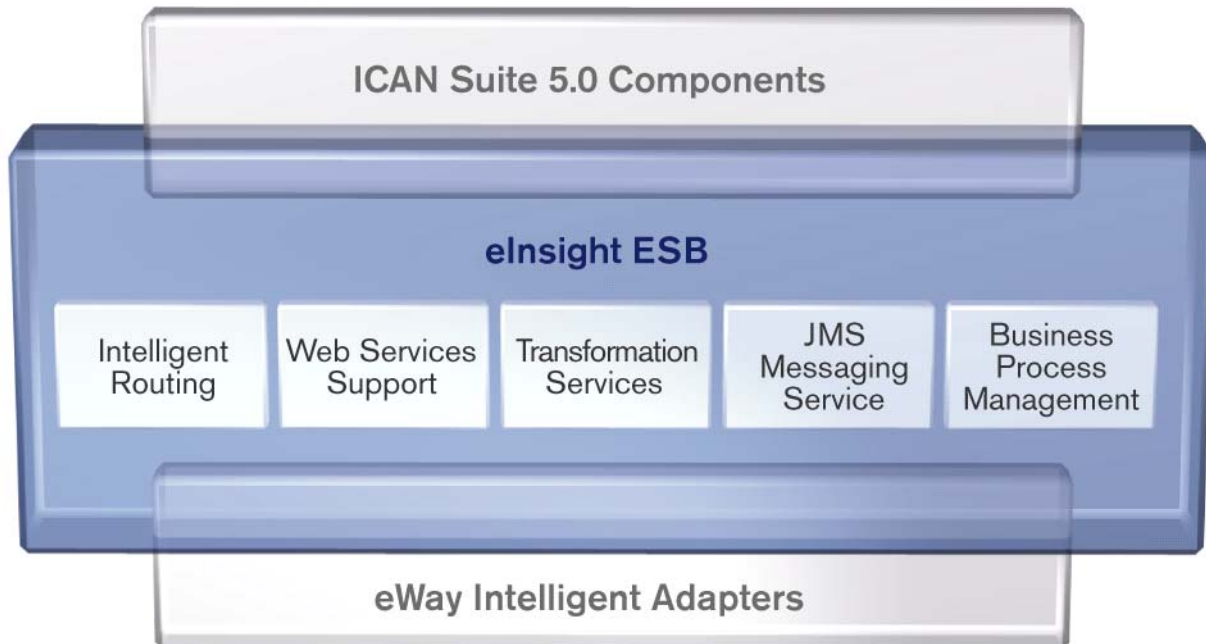 ICAN Suite 5.0 Components
eInsight ESB
Intelligent
Routing
Web Services
Support
Transformation
Services
JMS
Messaging
Service
Business
Process
Management
eWay Intelligent Adapters